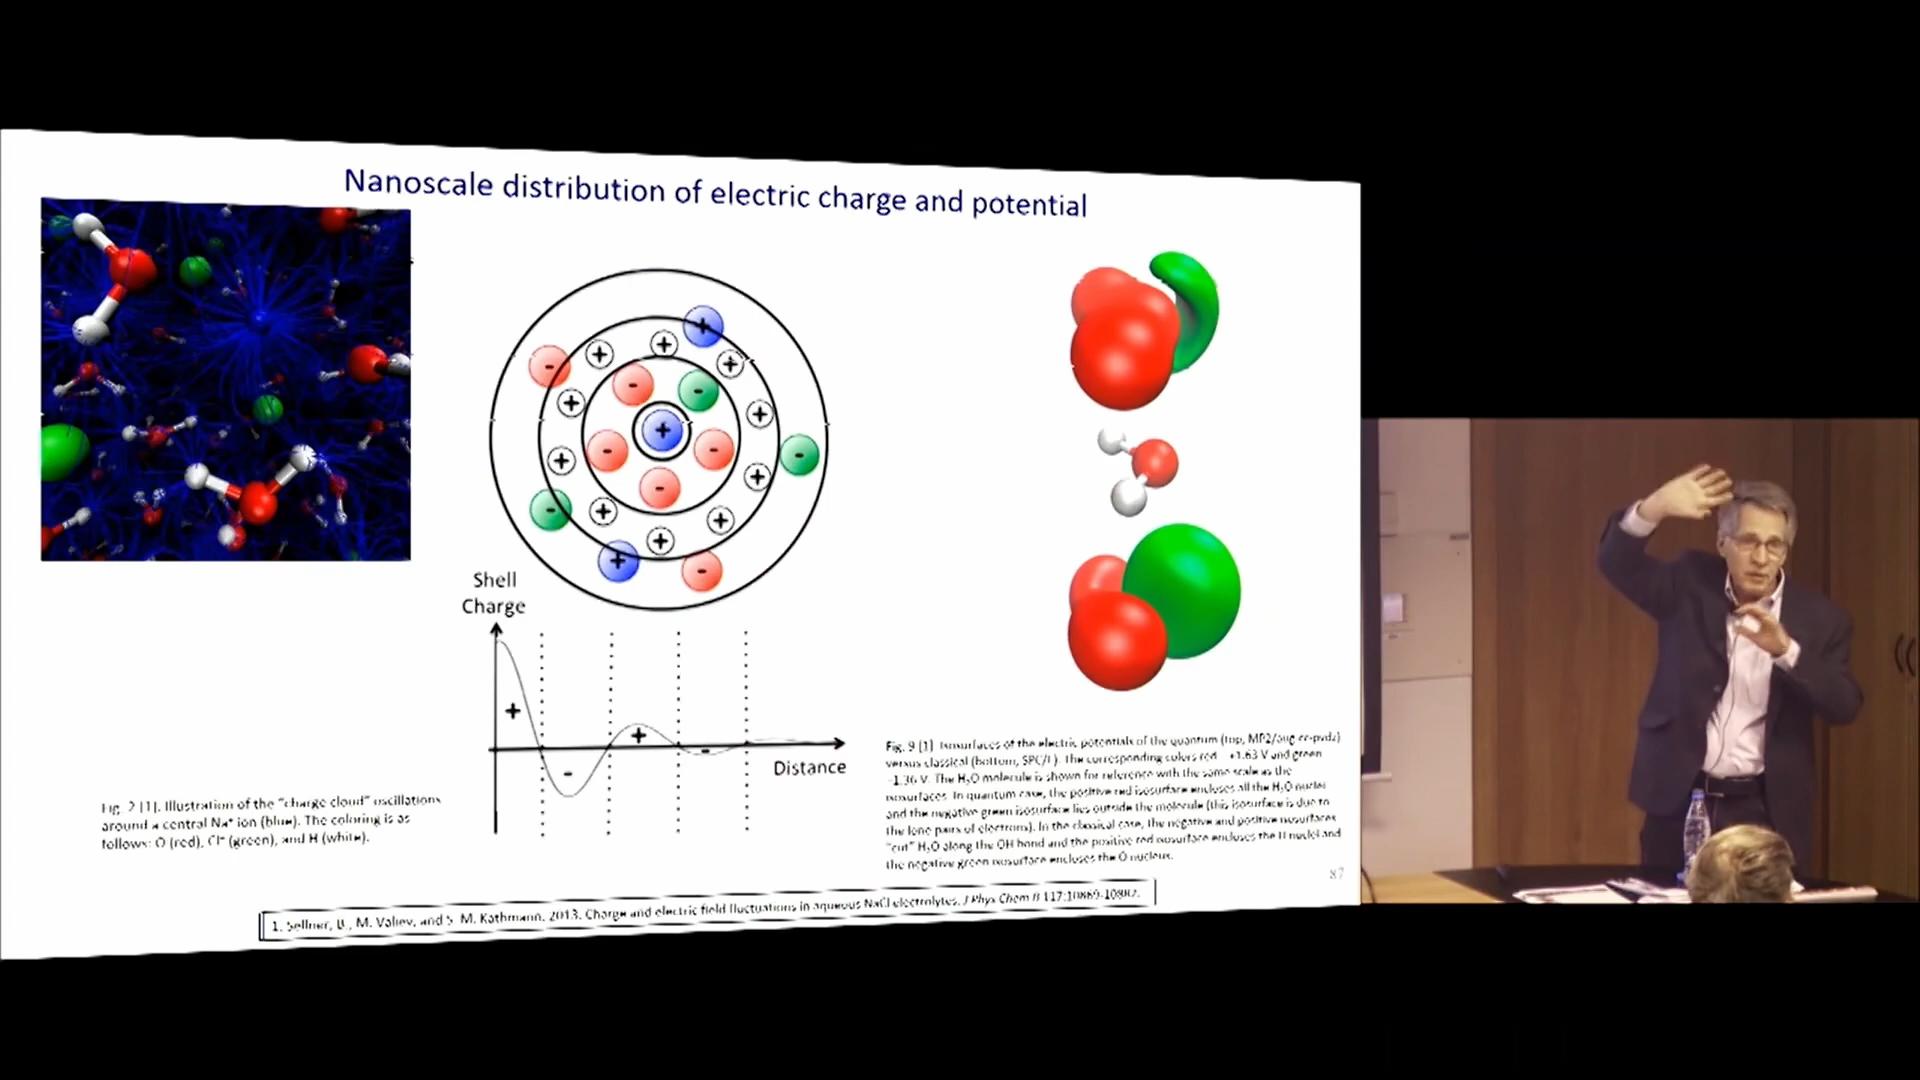 Nanoscale distribution of electric charge and potential
Shell
Charge
+
-
+
-
Distance
Fig. 2 [1]. Illustration of the "charge cloud" oscillations
around a central Na⁺ ion (blue). The coloring is as
follows: O (red), Cl⁻ (green), and H (white).
Fig. 9 [1] Isosurfaces of the electric potentials of the quantum (top, MP2/aug-cc-pvdz)
versus classical (bottom, SPC/E). The corresponding colors red +1.63 V and green
-1.36 V. The H₂O molecule is shown for reference with the same scale as the
isosurfaces. In quantum case, the positive red isosurface encloses all the H₂O nuclei
and the negative green isosurface lies outside the molecule (this isosurface is due to
the lone pairs of electrons). In the classical case, the negative and positive isosurfaces
"cut" H₂O along the OH bond and the positive red isosurface encloses the H nuclei and
the negative green isosurface encloses the O nucleus.
87
1. Sellner, B., M. Valiev, and S. M. Kathmann. 2013. Charge and electric field fluctuations in aqueous NaCl electrolytes. J Phys Chem B 117:10869-10882.